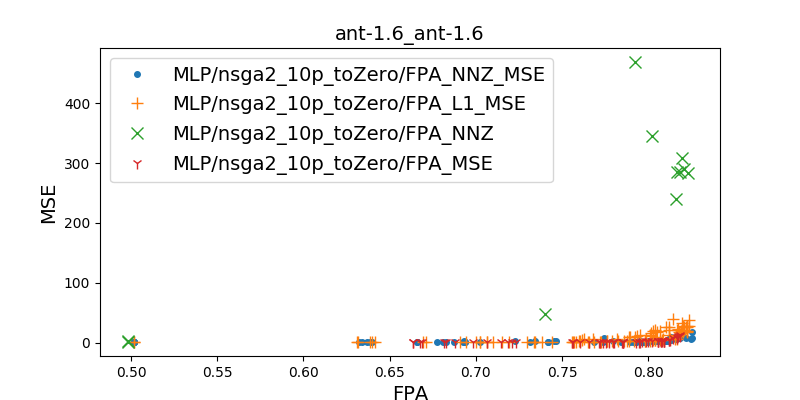 ant-1.6_ant-1.6
MLP/nsga2_10p_toZero/FPA_NNZ_MSE
MLP/nsga2_10p_toZero/FPA_L1_MSE
MLP/nsga2_10p_toZero/FPA_NNZ
MLP/nsga2_10p_toZero/FPA_MSE
MSE
400
300
200
100
0
0.50 0.55 0.60 0.65 0.70 0.75 0.80
FPA